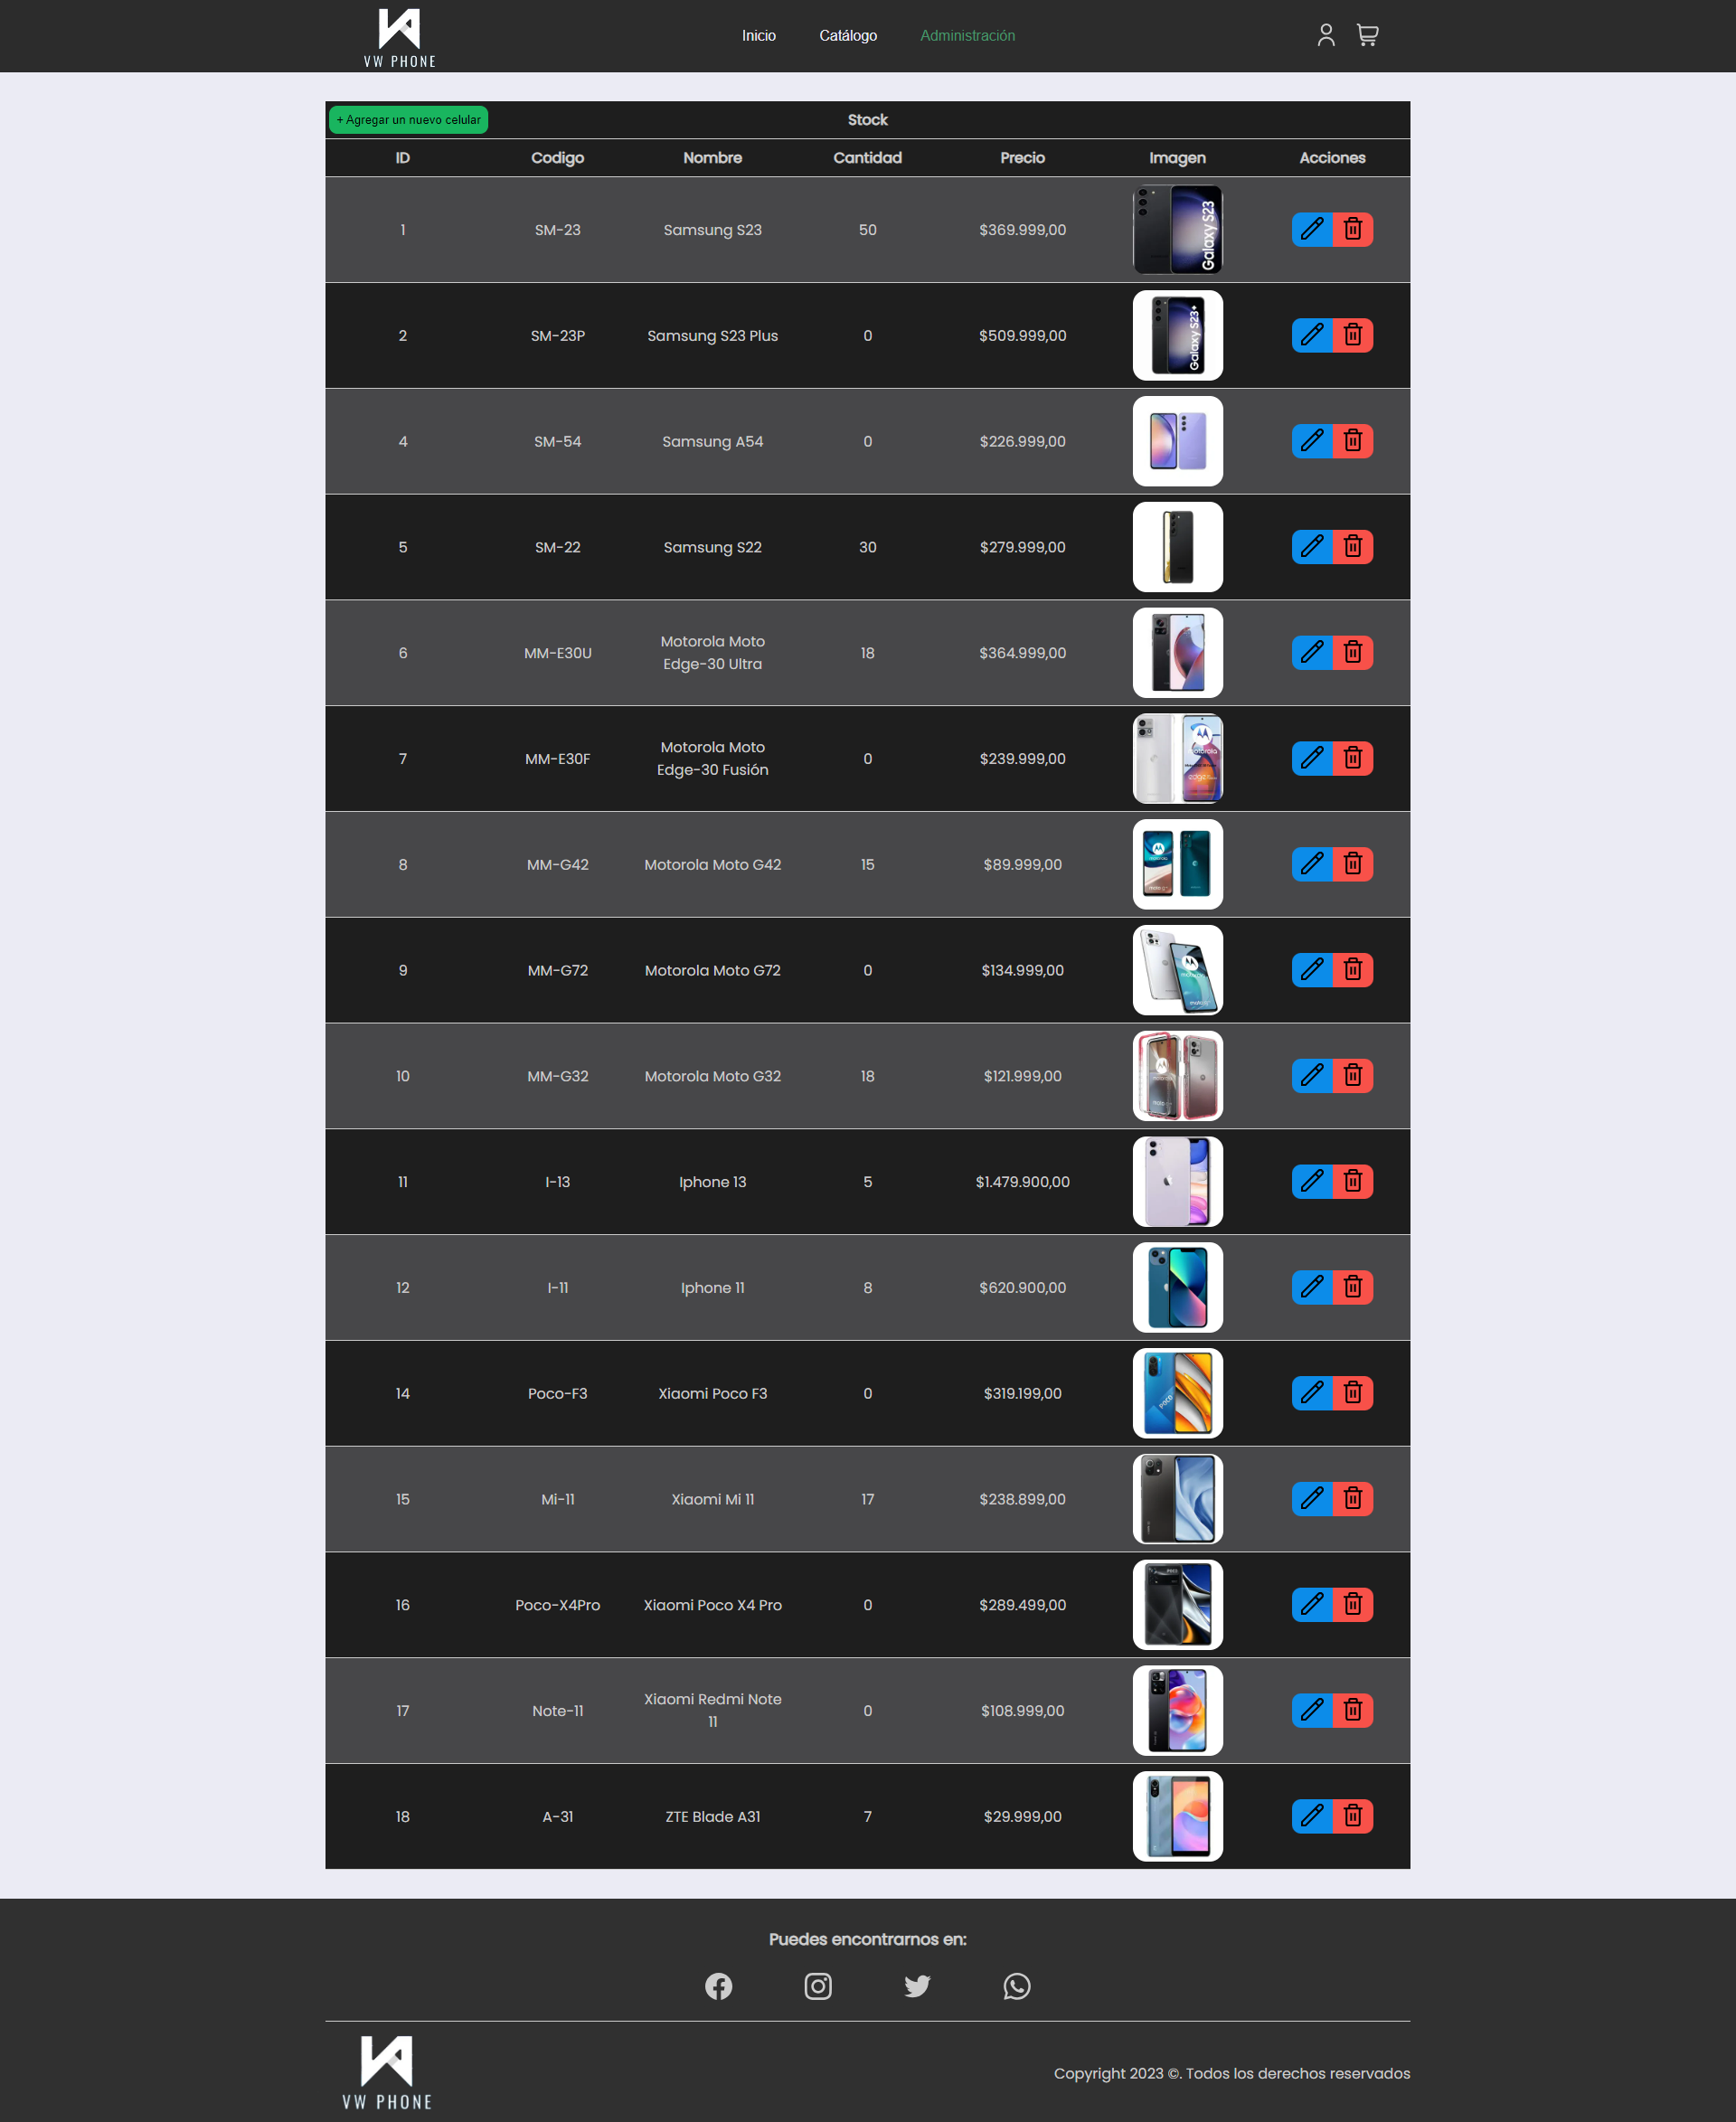 VW PHONE
Inicio Catálogo Administración
+ Agregar un nuevo celular Stock
ID Codigo Nombre Cantidad Precio Imagen Acciones
1 SM-23 Samsung S23 50 $369.999,00 Galaxy S23
2 SM-23P Samsung S23 Plus 0 $509.999,00 Galaxy S23+
4 SM-54 Samsung A54 0 $226.999,00
5 SM-22 Samsung S22 30 $279.999,00
6 MM-E30U Motorola Moto
Edge-30 Ultra 18 $364.999,00
7 MM-E30F Motorola Moto
Edge-30 Fusión 0 $239.999,00 motorola
8 MM-G42 Motorola Moto G42 15 $89.999,00
9 MM-G72 Motorola Moto G72 0 $134.999,00
10 MM-G32 Motorola Moto G32 18 $121.999,00
11 I-13 Iphone 13 5 $1.479.900,00
12 I-11 Iphone 11 8 $620.900,00
14 Poco-F3 Xiaomi Poco F3 0 $319.199,00 POCO
15 Mi-11 Xiaomi Mi 11 17 $238.899,00
16 Poco-X4Pro Xiaomi Poco X4 Pro 0 $289.499,00
17 Note-11 Xiaomi Redmi Note
11 0 $108.999,00
18 A-31 ZTE Blade A31 7 $29.999,00
Puedes encontrarnos en:
VW PHONE
Copyright 2023 ©. Todos los derechos reservados